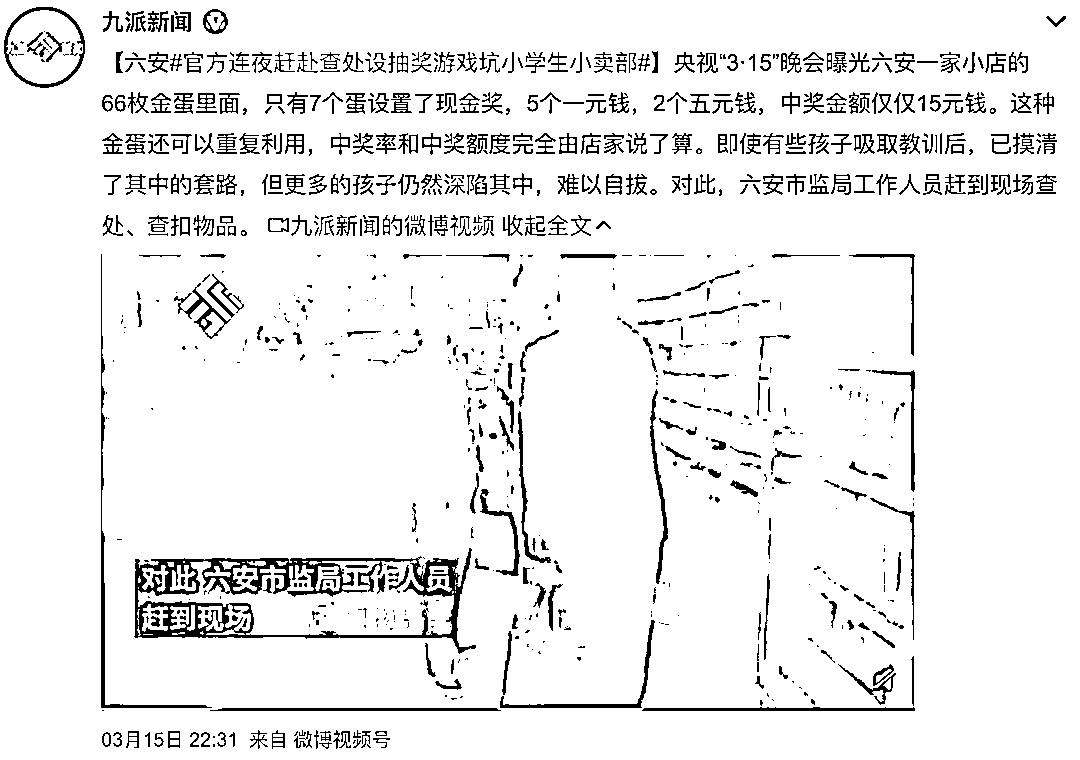 九派新闻
【六安#官方连夜赶赴查处设抽奖游戏坑小学生小卖部#】央视“3·15”晚会曝光六安一家小店的
66枚金蛋里面，只有7个蛋设置了现金奖，5个一元钱，2个五元钱，中奖金额仅仅15元钱。这种
金蛋还可以重复利用，中奖率和中奖额度完全由店家说了算。即使有些孩子吸取教训后，已摸清
了其中的套路，但更多的孩子仍然深陷其中，难以自拔。对此，六安市监局工作人员赶到现场查
处、查扣物品。 九派新闻的微博视频 收起全文
对此 六安市监局工作人员
赶到现场
03月15日 22:31 来自 微博视频号